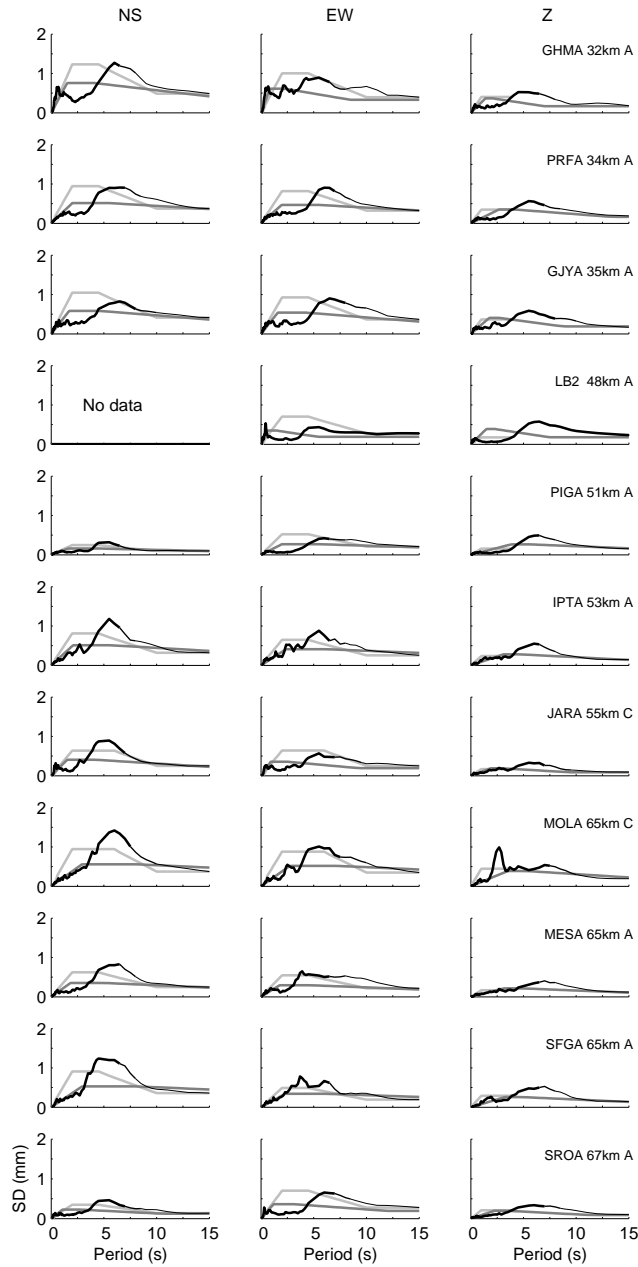 NS EW Z
2
1
0
GHMA 32km A
2
1
0
PRFA 34km A
2
1
0
GJYA 35km A
2
1
0
No data
LB2 48km A
2
1
0
PIGA 51km A
2
1
0
IPTA 53km A
2
1
0
JARA 55km C
2
1
0
MOLA 65km C
2
1
0
MESA 65km A
2
1
0
SFGA 65km A
2
1
0
SD (mm)
SROA 67km A
0 5 10 15 0 5 10 15 0 5 10 15
Period (s) Period (s) Period (s)